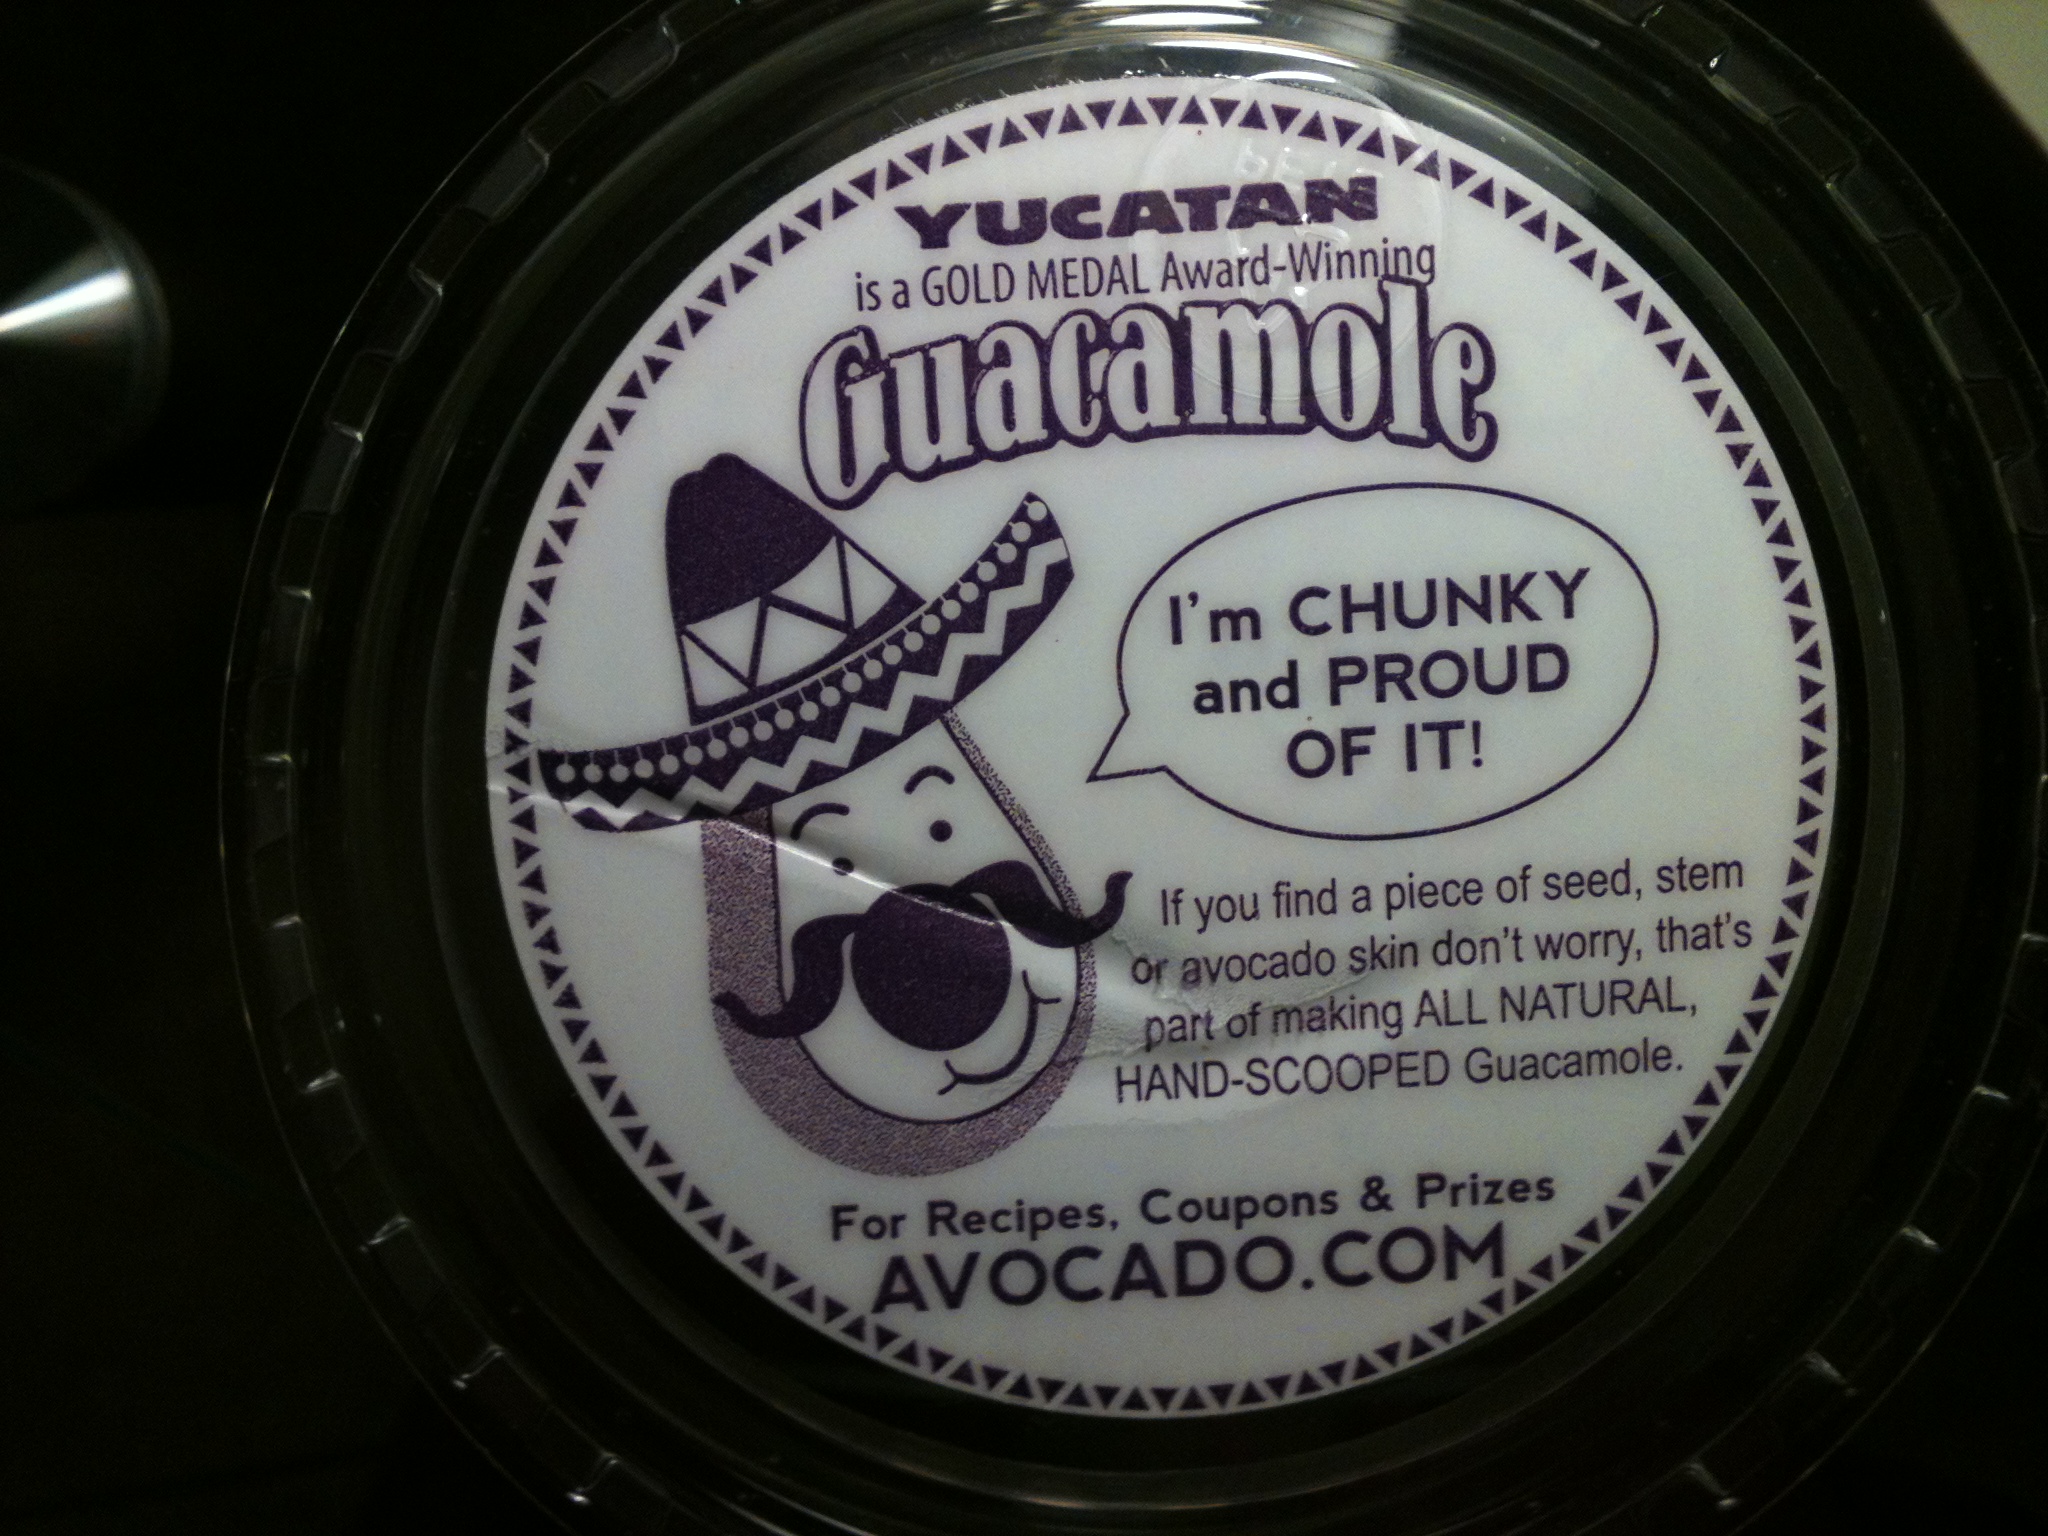 YUCATAN
is a GOLD MEDAL Award-Winning
Guacamole
I'm CHUNKY
and PROUD
OF IT!
If you find a piece of seed, stem
or avocado skin don't worry, that's
part of making ALL NATURAL,
HAND-SCOOPED Guacamole.
For Recipes, Coupons & Prizes
AVOCADO.COM